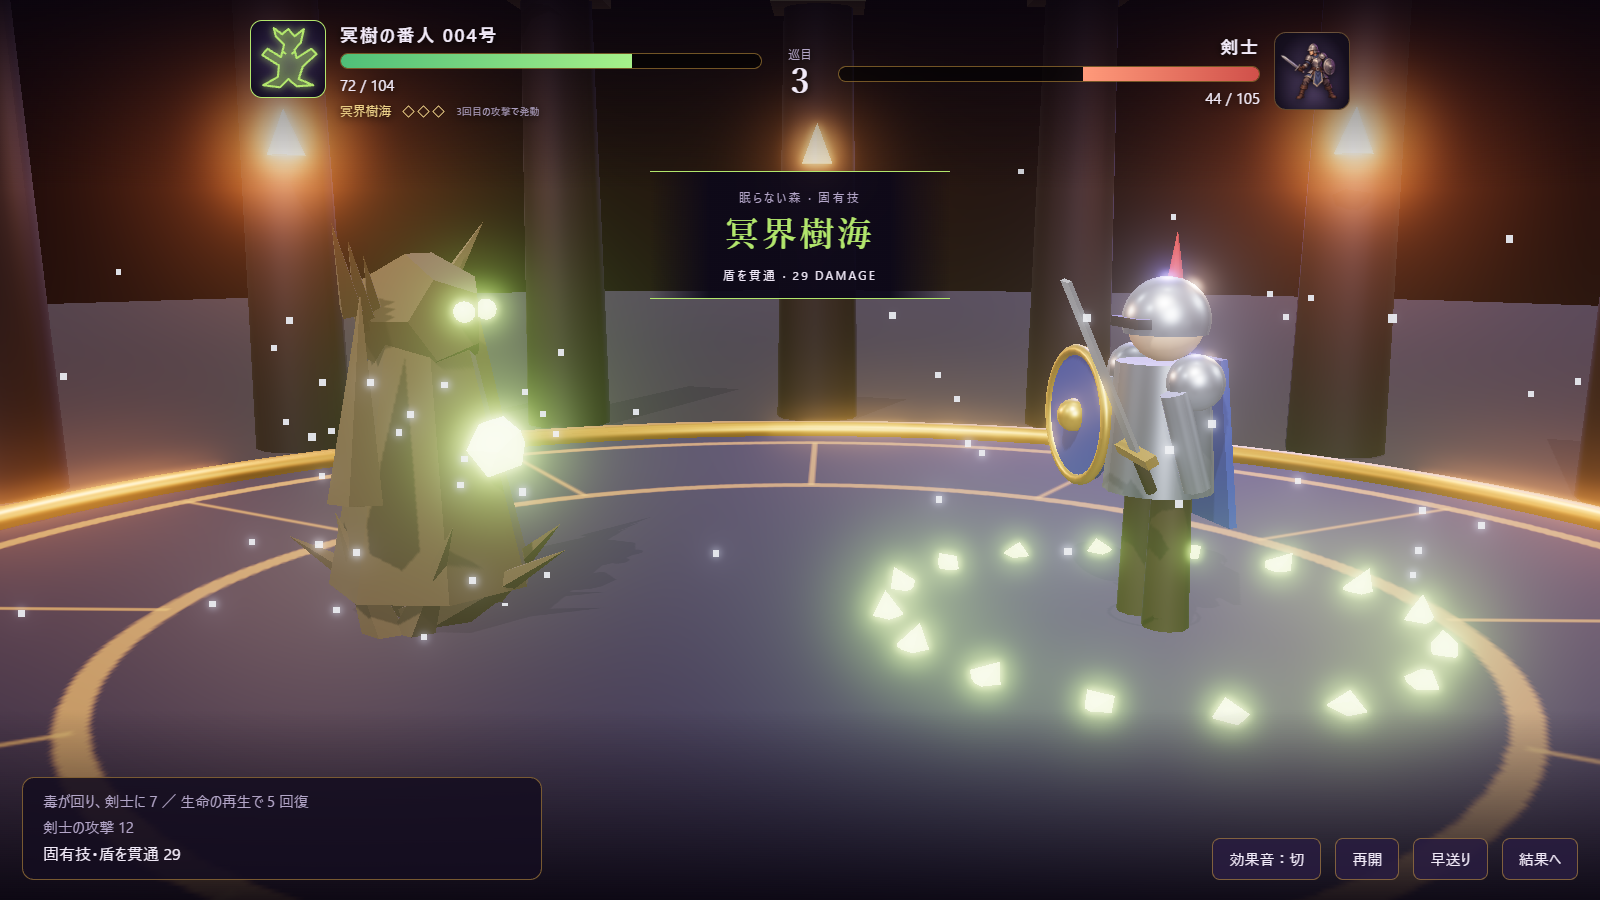 冥樹の番人 004号
72 / 104
冥界樹海 ◇◇◇ 3回目の攻撃で発動
巡目
3
剣士
44 / 105
眠らない森・固有技
冥界樹海
盾を貫通・29 DAMAGE
毒が回り、剣士に 7 ／ 生命の再生で 5 回復
剣士の攻撃 12
固有技・盾を貫通 29
効果音：切
再開
早送り
結果へ